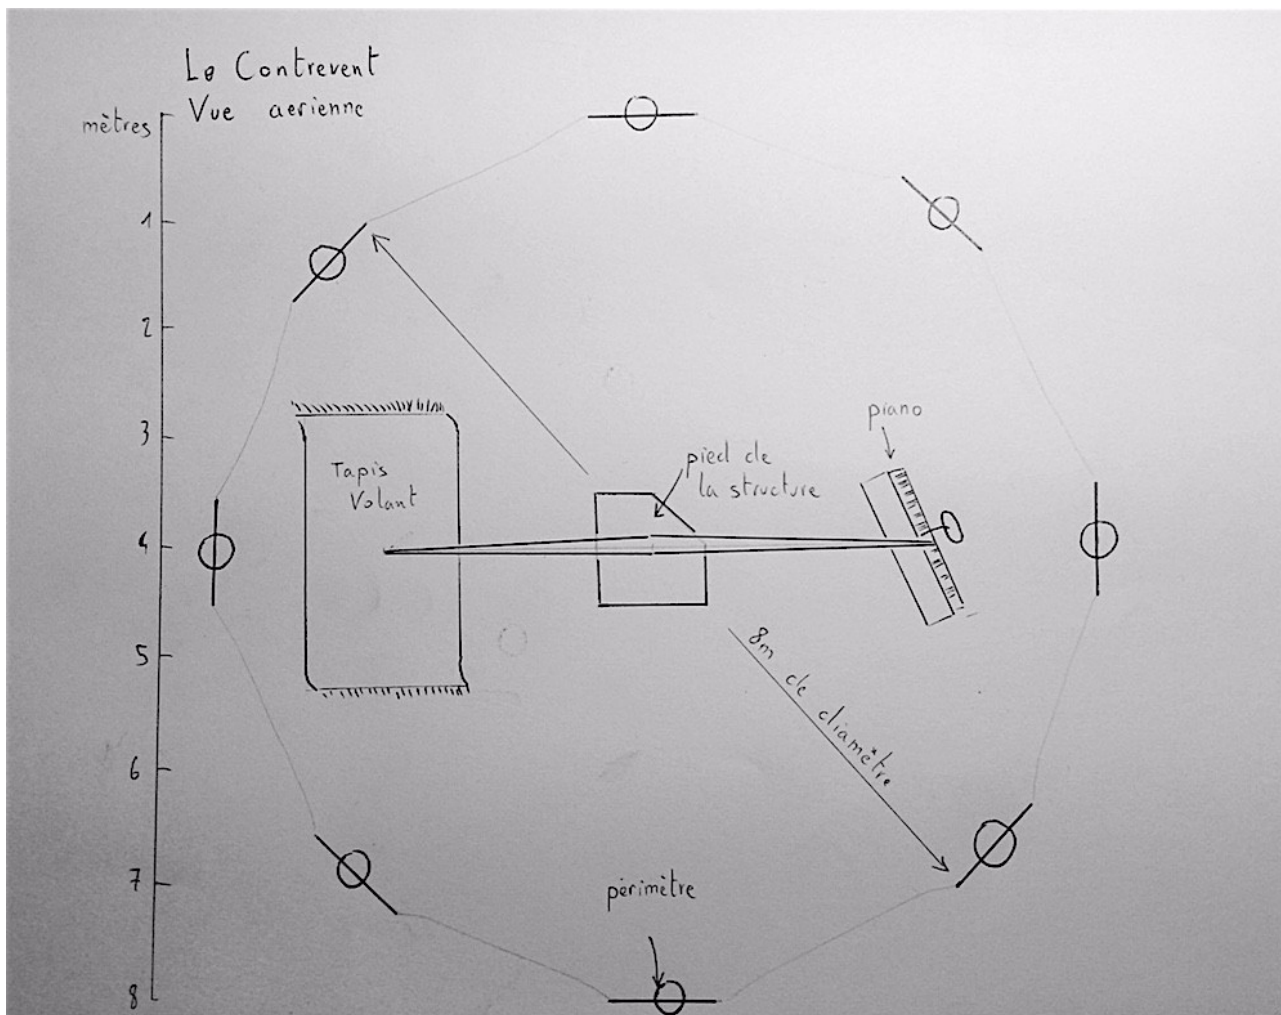 Le Contrevent
Vue aerienne
mètres
1
2
3
4
5
6
7
8
Tapis
Volant
pied de
la structure
piano
8m de diamètre
périmètre